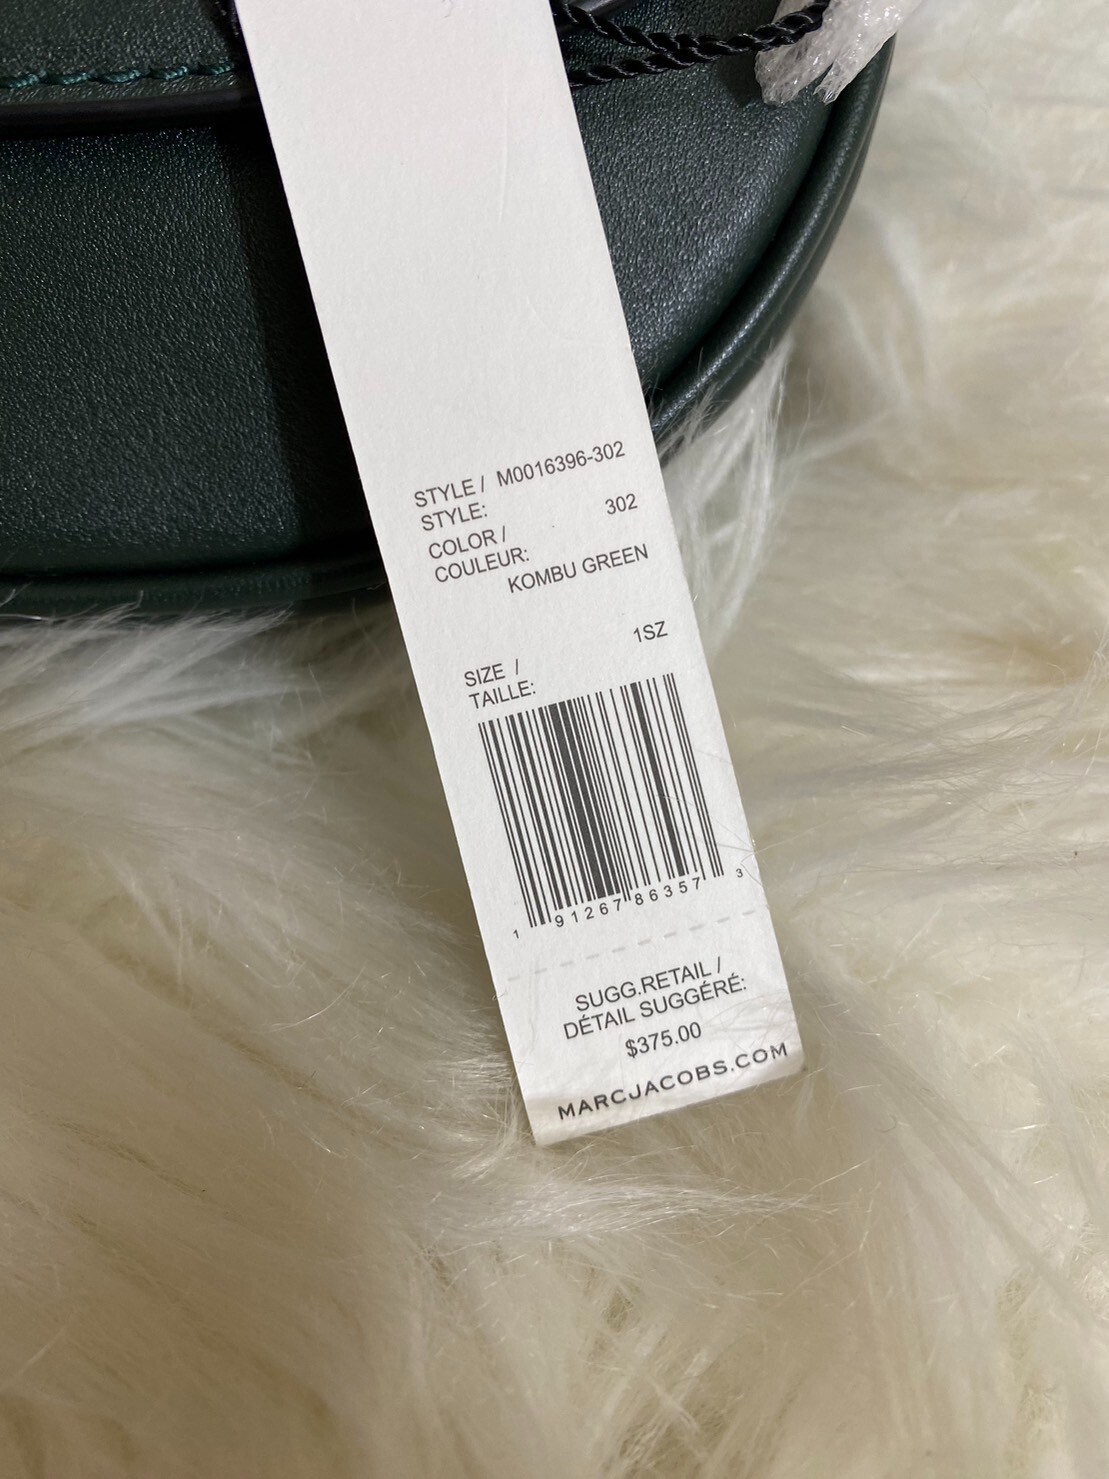 STYLE / M0016396-302
STYLE:
COLOR / 302
COULEUR:
KOMBU GREEN
1SZ
SIZE /
TAILLE:
1 91267 86357 3
SUGG.RETAIL /
DÉTAIL SUGGÉRÉ:
$375.00
MARCJACOBS.COM